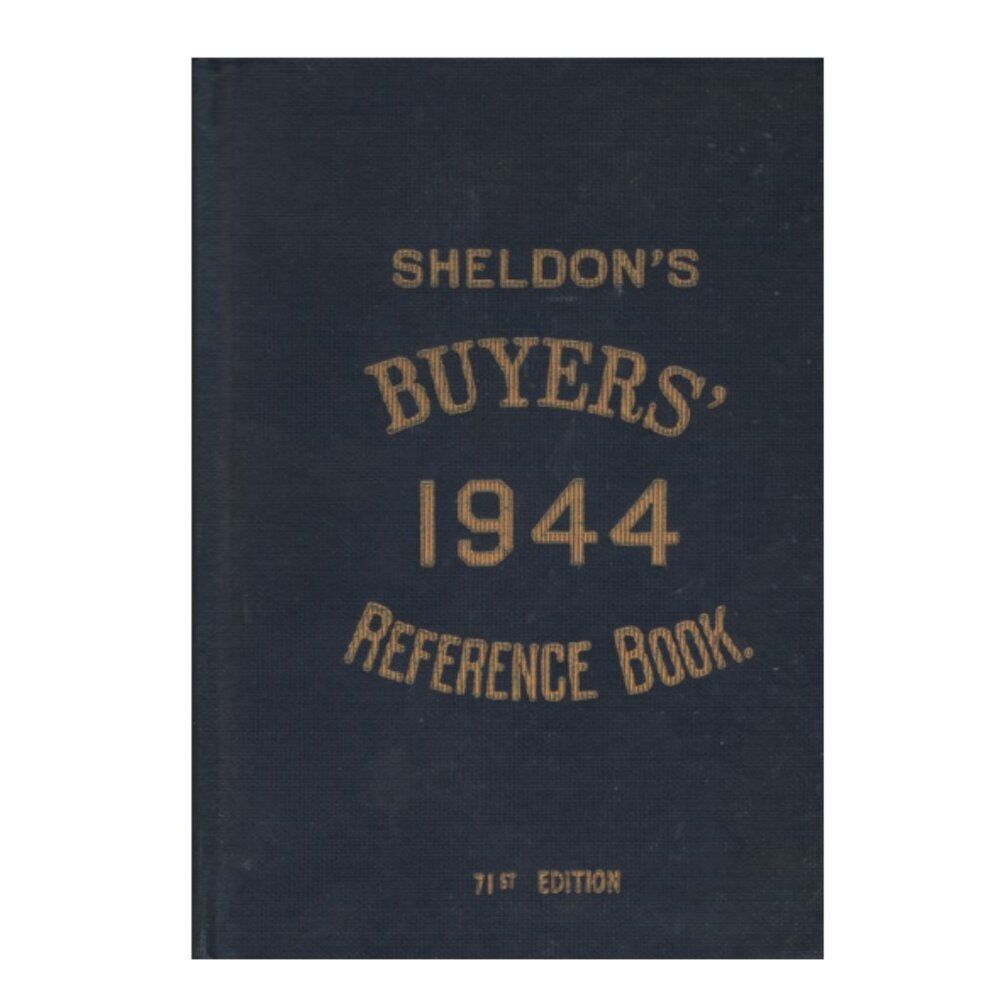 SHELDON'S
BUYERS'
1944
REFERENCE BOOK.
71ST EDITION